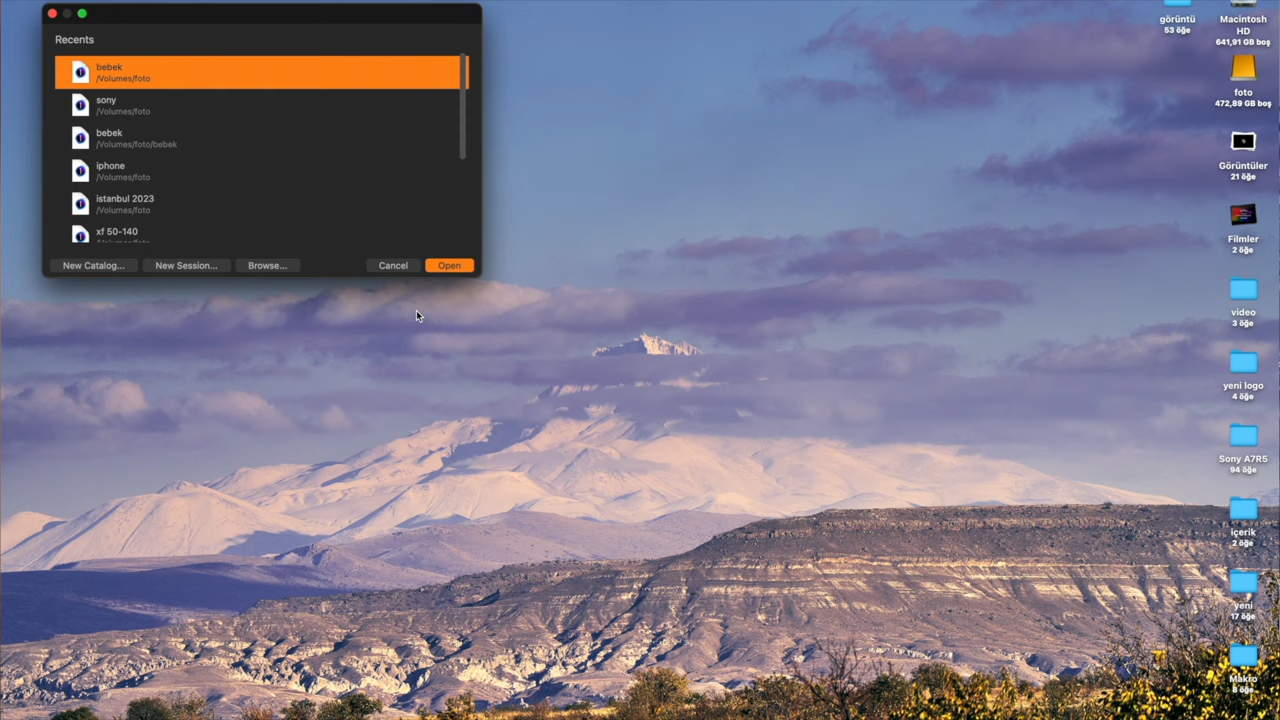 Recents
bebek
/Volumes/foto
sony
/Volumes/foto
bebek
/Volumes/foto/bebek
iphone
/Volumes/foto
istanbul 2023
/Volumes/foto
xf 50-140
New Catalog...
New Session...
Browse...
Cancel
Open
görüntü
53 öğe
Macintosh
HD
641,91 GB boş
foto
472,89 GB boş
Görüntüler
21 öğe
Filmler
2 öğe
video
3 öğe
yeni logo
4 öğe
Sony A7R5
94 öğe
içerik
2 öğe
yeni
17 öğe
Makro
8 öğe